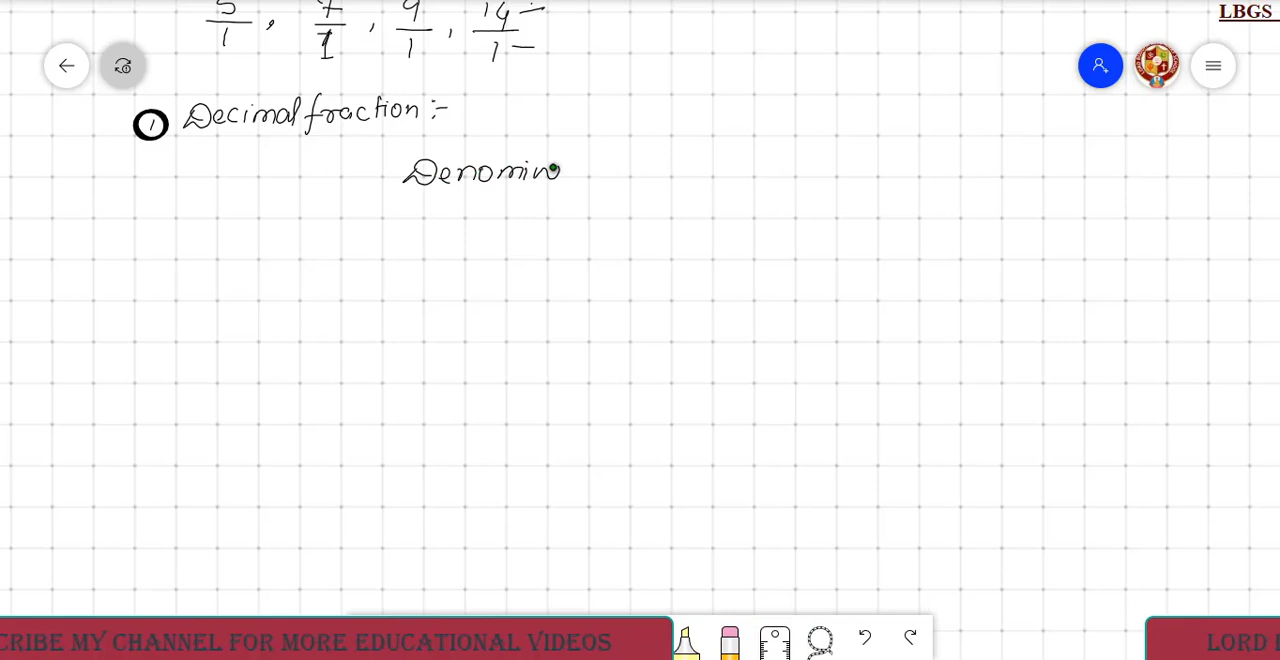 LBGS
5/1, 7/1, 9/1, 14/1
1 Decimal fraction :-
Denomin
CRIBE MY CHANNEL FOR MORE EDUCATIONAL VIDEOS
LORD